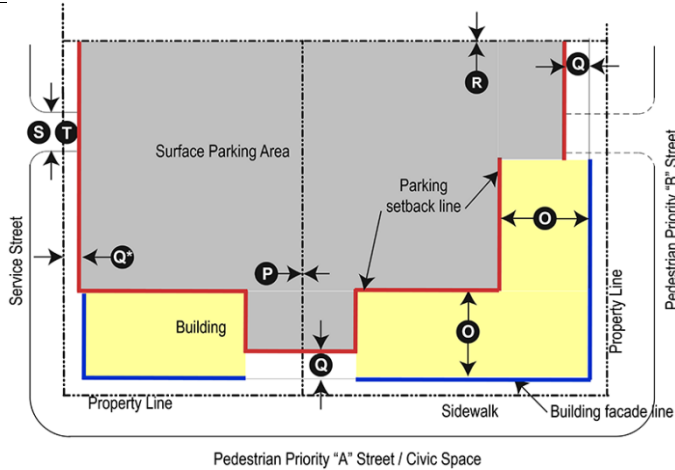 R
Q
S T
Surface Parking Area
Parking
setback line
O
Q*
P
Service Street
Pedestrian Priority “B” Street
Property Line
Building
O
Q
Property Line
Sidewalk
Building facade line
Pedestrian Priority “A” Street / Civic Space